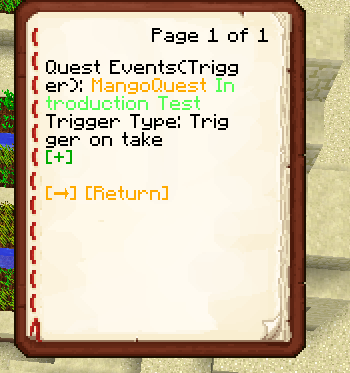 Page 1 of 1
Quest Events(Trigg
er): MangoQuest In
troduction Test
Trigger Type: Trig
ger on take
[+]
[→] [Return]